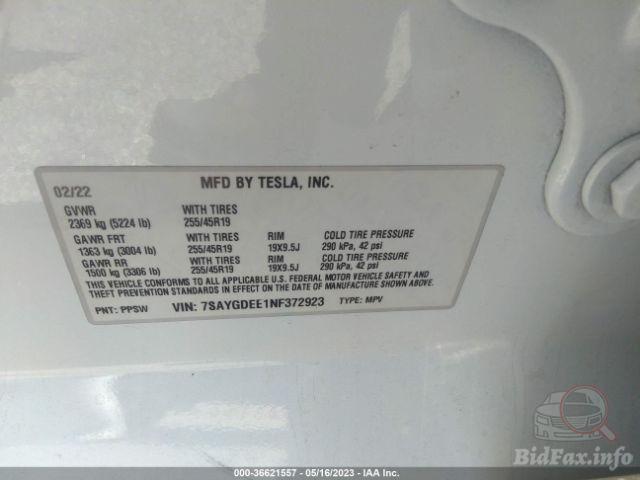 02/22 MFD BY TESLA, INC.
GVWR WITH TIRES
2369 kg (5224 lb) 255/45R19
GAWR FRT WITH TIRES RIM COLD TIRE PRESSURE
1363 kg (3004 lb) 255/45R19 19X9.5J 290 kPa, 42 psi
GAWR RR WITH TIRES RIM COLD TIRE PRESSURE
1500 kg (3306 lb) 255/45R19 19X9.5J 290 kPa, 42 psi
THIS VEHICLE CONFORMS TO ALL APPLICABLE U.S. FEDERAL MOTOR VEHICLE SAFETY AND
THEFT PREVENTION STANDARDS IN EFFECT ON THE DATE OF MANUFACTURE SHOWN ABOVE.
PNT: PPSW VIN: 7SAYGDEE1NF372923 TYPE: MPV
BidFax.info
000-36621557 - 05/16/2023 - IAA Inc.